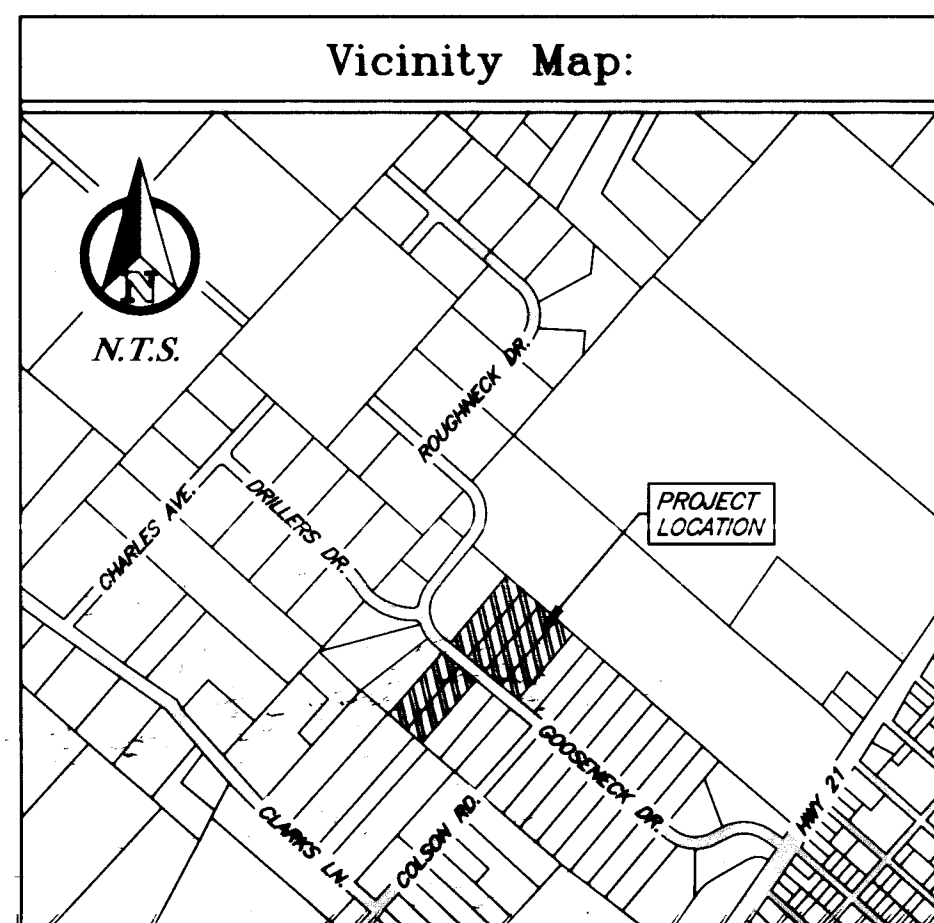 Vicinity Map:
N
N.T.S.
ROUGHNECK DR.
PROJECT
LOCATION
CHARLES AVE.
DRILLERS DR.
GOOSENECK DR.
HWY 21
CLARKS LN.
COLSON RD.